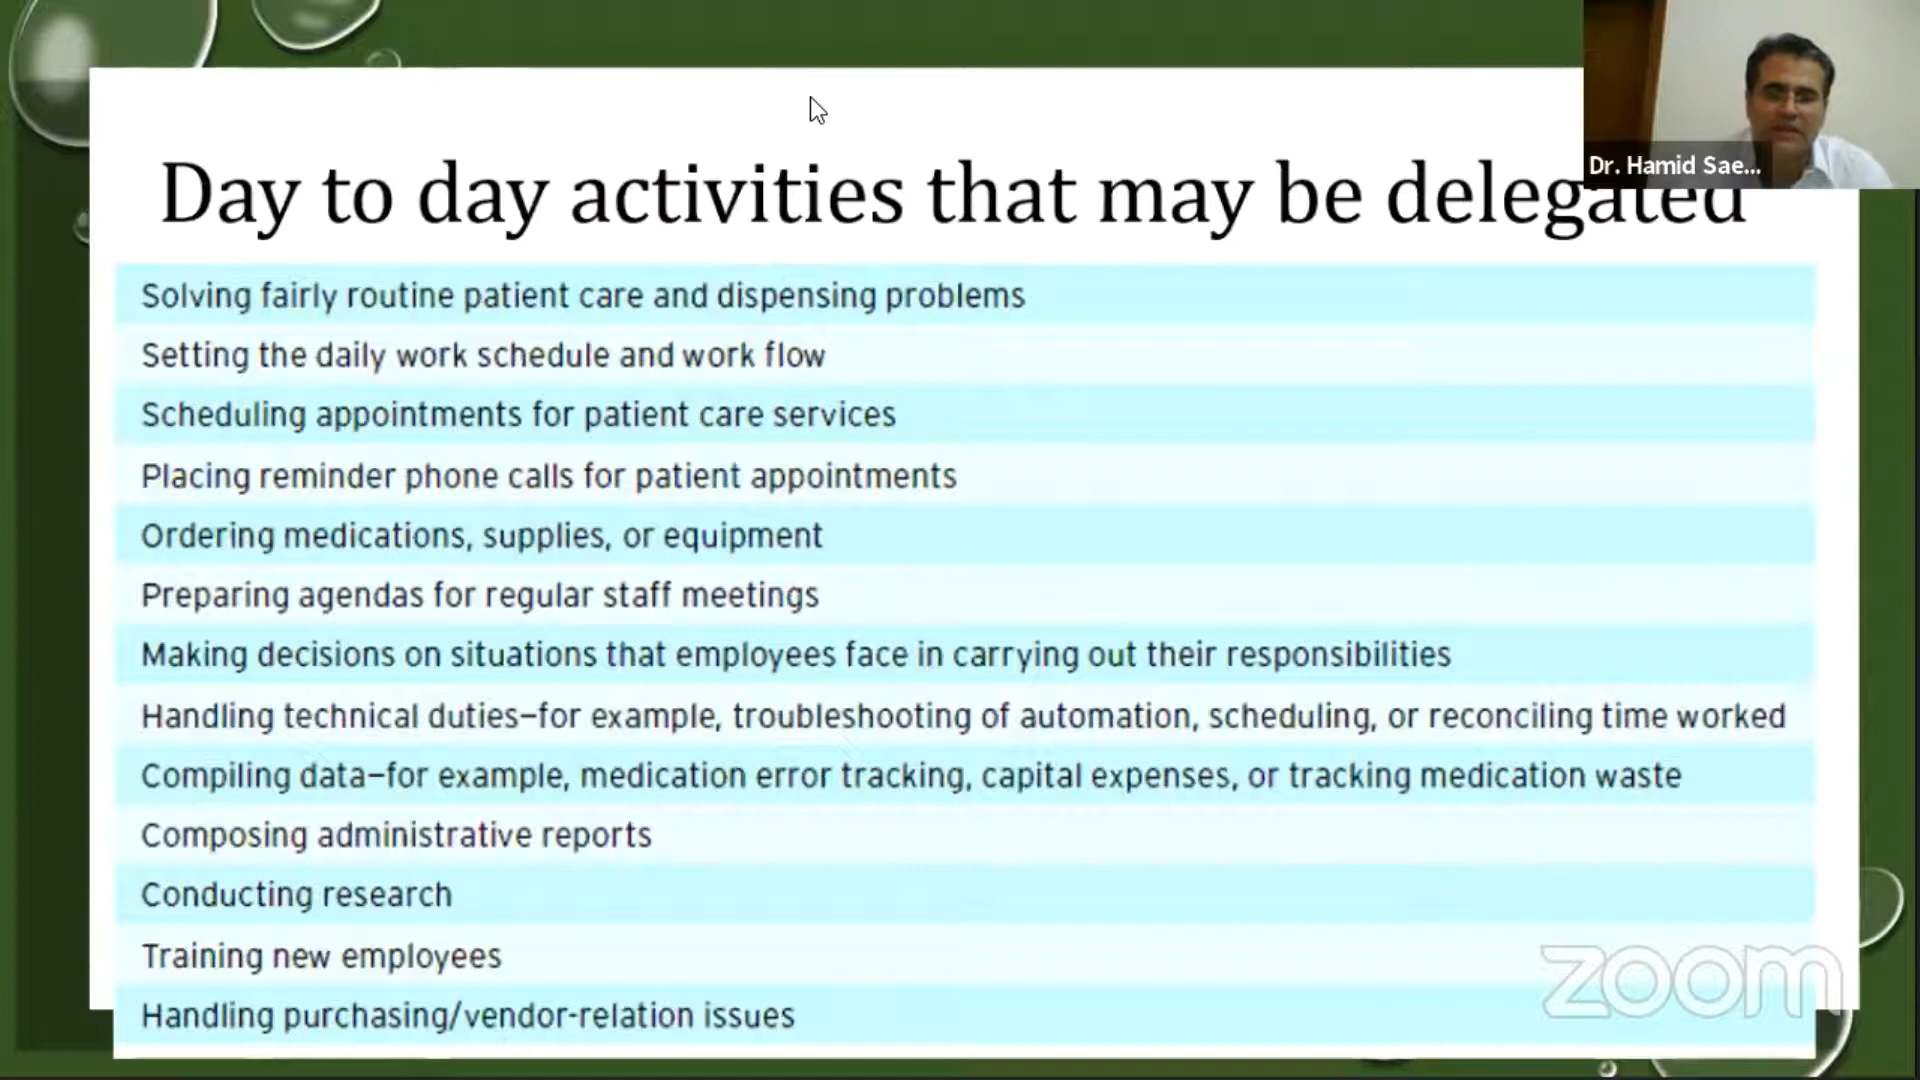 Dr. Hamid Sae...
Day to day activities that may be delegated
Solving fairly routine patient care and dispensing problems
Setting the daily work schedule and work flow
Scheduling appointments for patient care services
Placing reminder phone calls for patient appointments
Ordering medications, supplies, or equipment
Preparing agendas for regular staff meetings
Making decisions on situations that employees face in carrying out their responsibilities
Handling technical duties—for example, troubleshooting of automation, scheduling, or reconciling time worked
Compiling data—for example, medication error tracking, capital expenses, or tracking medication waste
Composing administrative reports
Conducting research
Training new employees
Handling purchasing/vendor-relation issues
zoom